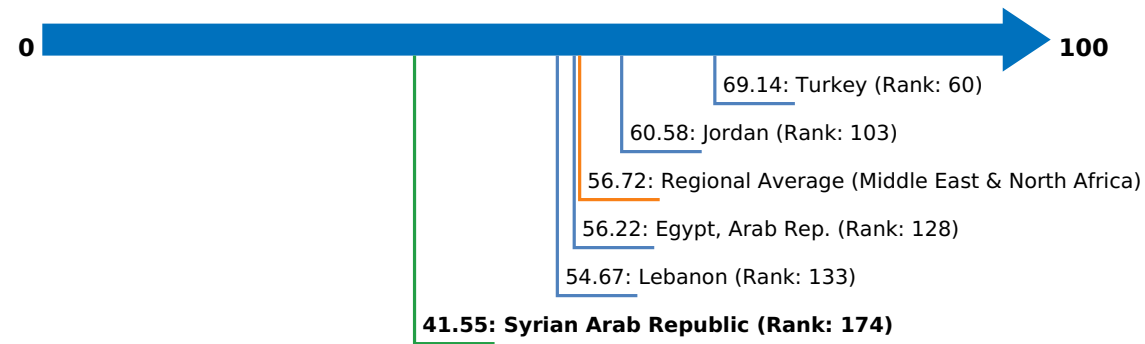 0
100
69.14: Turkey (Rank: 60)
60.58: Jordan (Rank: 103)
56.72: Regional Average (Middle East & North Africa)
56.22: Egypt, Arab Rep. (Rank: 128)
54.67: Lebanon (Rank: 133)
41.55: Syrian Arab Republic (Rank: 174)